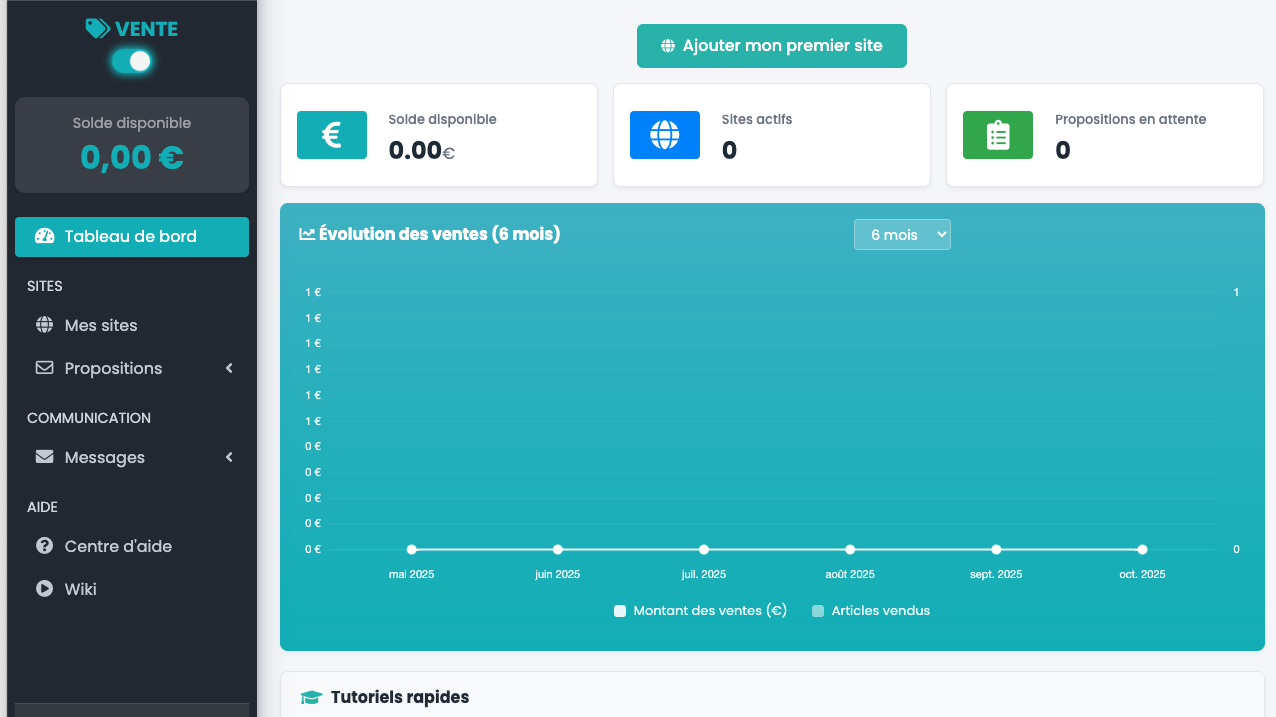 VENTE
Solde disponible
0,00 €
Tableau de bord
SITES
Mes sites
Propositions
COMMUNICATION
Messages
AIDE
Centre d'aide
Wiki
Ajouter mon premier site
Solde disponible
0.00€
Sites actifs
0
Propositions en attente
0
Évolution des ventes (6 mois)
6 mois
1 €
1 €
1 €
1 €
1 €
1 €
0 €
0 €
0 €
0 €
0 €
1
0
mai 2025
juin 2025
juil. 2025
août 2025
sept. 2025
oct. 2025
Montant des ventes (€)
Articles vendus
Tutoriels rapides